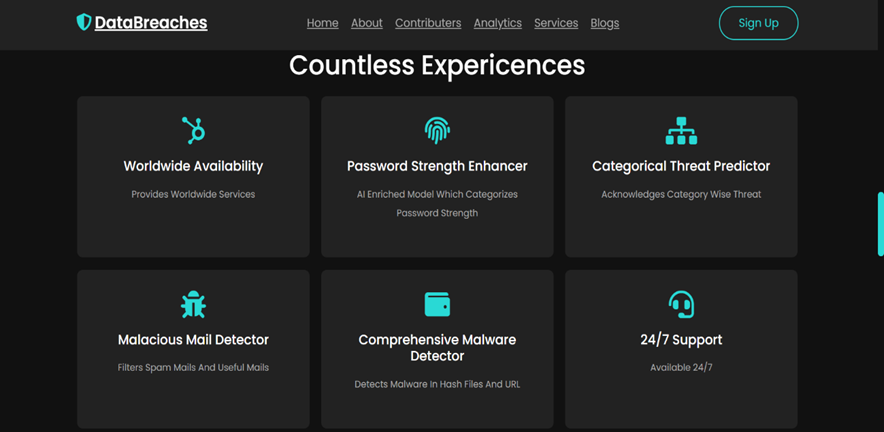 DataBreaches
Home About Contributers Analytics Services Blogs
Sign Up
Countless Expericences
Worldwide Availability
Provides Worldwide Services
Password Strength Enhancer
AI Enriched Model Which Categorizes
Password Strength
Categorical Threat Predictor
Acknowledges Category Wise Threat
Malacious Mail Detector
Filters Spam Mails And Useful Mails
Comprehensive Malware
Detector
Detects Malware In Hash Files And URL
24/7 Support
Available 24/7